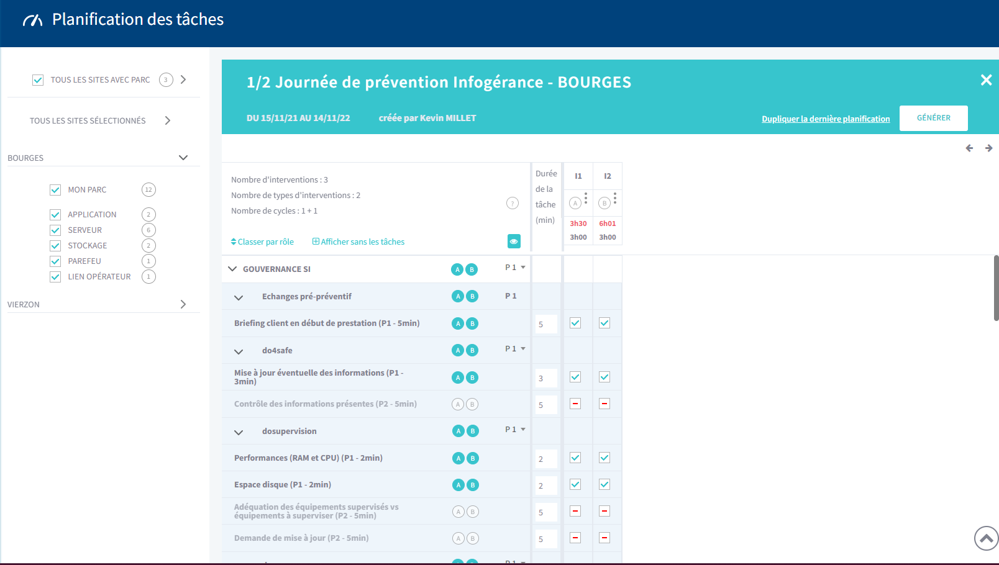 Planification des tâches
TOUS LES SITES AVEC PARC 3
TOUS LES SITES SÉLECTIONNÉS
BOURGES
MON PARC 12
APPLICATION 2
SERVEUR 6
STOCKAGE 2
PAREFEU 1
LIEN OPÉRATEUR 1
VIERZON
1/2 Journée de prévention Infogérance - BOURGES
DU 15/11/21 AU 14/11/22 créée par Kevin MILLET
Dupliquer la dernière planification GÉNÉRER
Nombre d'interventions : 3
Nombre de types d'interventions : 2
Nombre de cycles : 1 + 1
?
Classer par rôle Afficher sans les tâches
Durée
de la
tâche
(min)
I1 I2
A B
3h30 6h01
3h00 3h00
GOUVERNANCE SI A B P 1
Echanges pré-préventif A B P 1
Briefing client en début de prestation (P1 - 5min) A B 5
do4safe A B P 1
Mise à jour éventuelle des informations (P1 -
3min) A B 3
Contrôle des informations présentes (P2 - 5min) A B 5
dosupervision A B P 1
Performances (RAM et CPU) (P1 - 2min) A B 2
Espace disque (P1 - 2min) A B 2
Adéquation des équipements supervisés vs
équipements à superviser (P2 - 5min) A B 5
Demande de mise à jour (P2 - 5min) A B 5
P 1